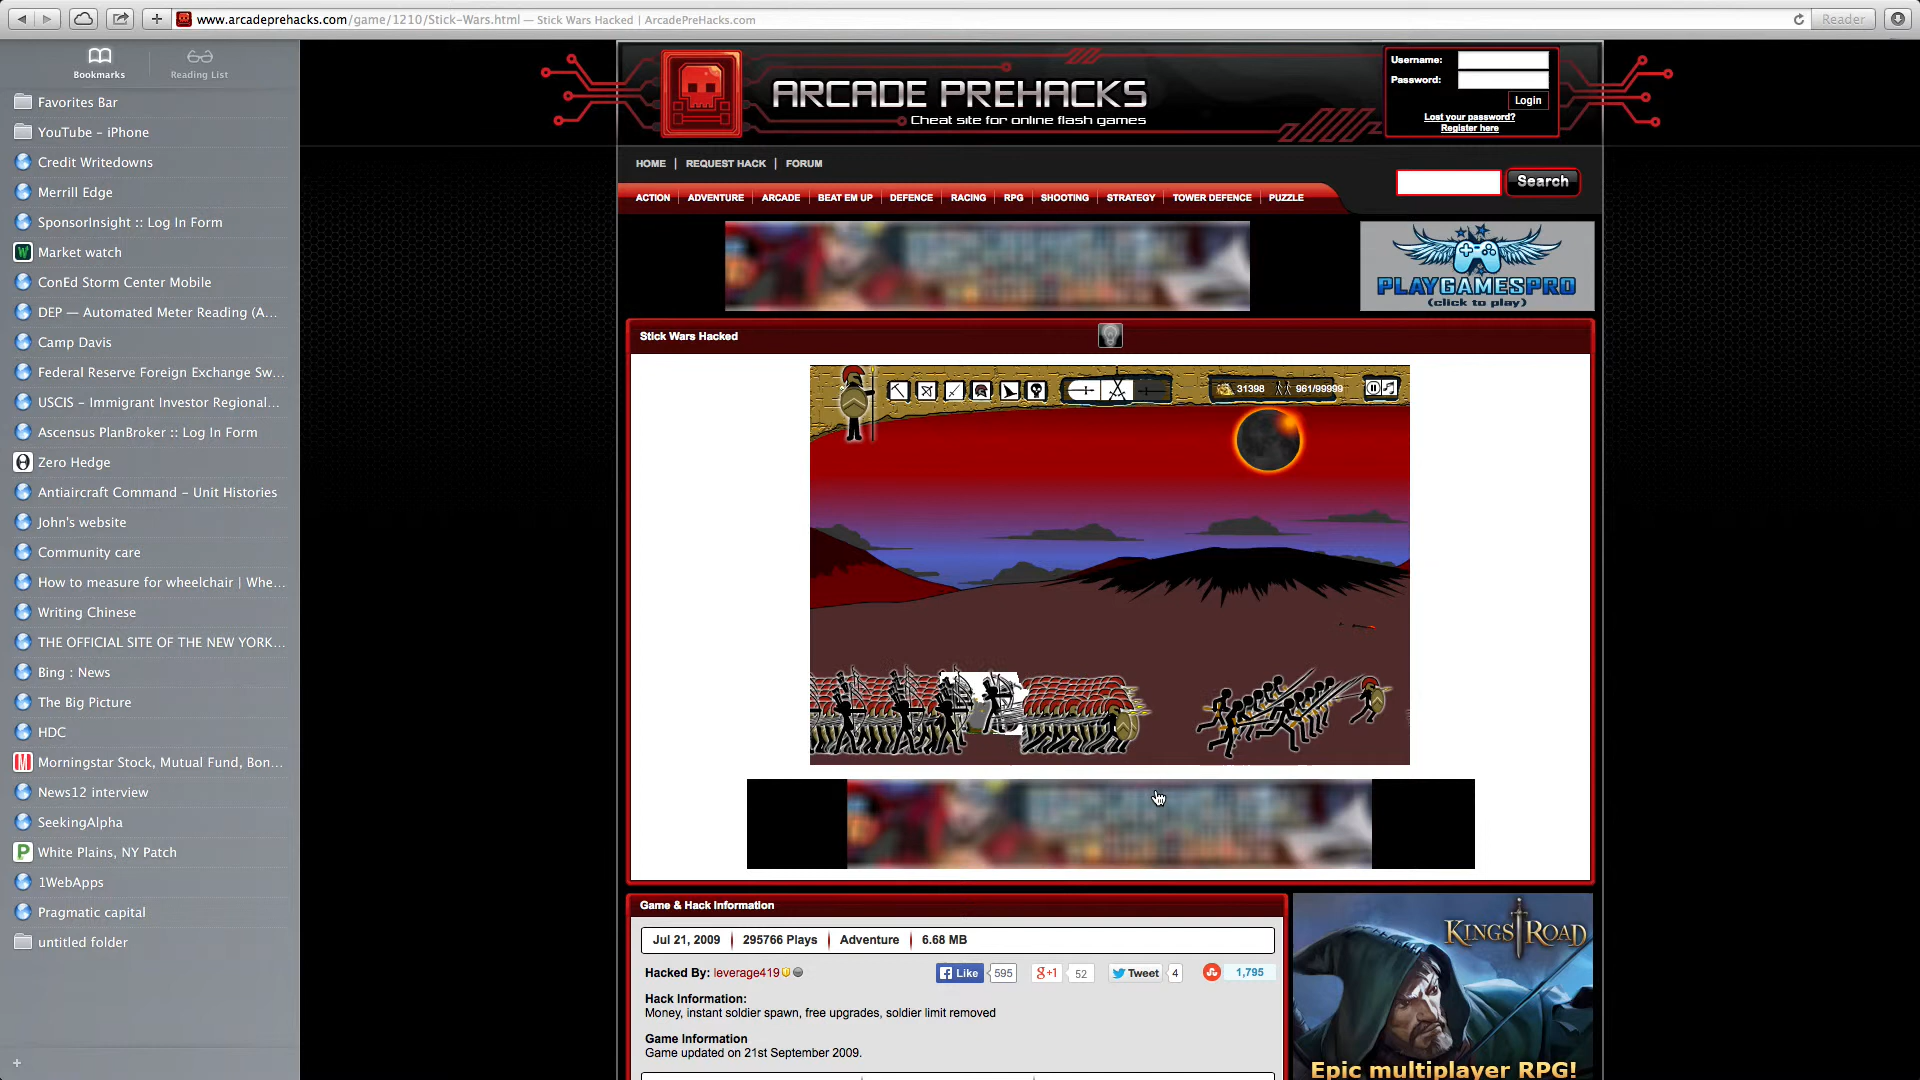 www.arcadeprehacks.com/game/1210/Stick-Wars.html — Stick Wars Hacked | ArcadePreHacks.com
Reader
Bookmarks
Reading List
Favorites Bar
YouTube - iPhone
Credit Writedowns
Merrill Edge
SponsorInsight :: Log In Form
Market watch
ConEd Storm Center Mobile
DEP — Automated Meter Reading (A...
Camp Davis
Federal Reserve Foreign Exchange Sw...
USCIS - Immigrant Investor Regional...
Ascensus PlanBroker :: Log In Form
Zero Hedge
Antiaircraft Command - Unit Histories
John's website
Community care
How to measure for wheelchair | Whe...
Writing Chinese
THE OFFICIAL SITE OF THE NEW YORK...
Bing : News
The Big Picture
HDC
Morningstar Stock, Mutual Fund, Bon...
News12 interview
SeekingAlpha
White Plains, NY Patch
1WebApps
Pragmatic capital
untitled folder
ARCADE PREHACKS
Cheat site for online flash games
Username:
Password:
Login
Lost your password?
Register here
HOME | REQUEST HACK | FORUM
Search
ACTION | ADVENTURE | ARCADE | BEAT EM UP | DEFENCE | RACING | RPG | SHOOTING | STRATEGY | TOWER DEFENCE | PUZZLE
PLAYGAMESPRO
(click to play)
Stick Wars Hacked
31398 961/99999
Game & Hack Information
Jul 21, 2009 | 295766 Plays | Adventure | 6.68 MB
Hacked By: leverage419
Like 595 g+1 52 Tweet 4 1,795
Hack Information:
Money, instant soldier spawn, free upgrades, soldier limit removed
Game Information
Game updated on 21st September 2009.
KINGSROAD
Epic multiplayer RPG!